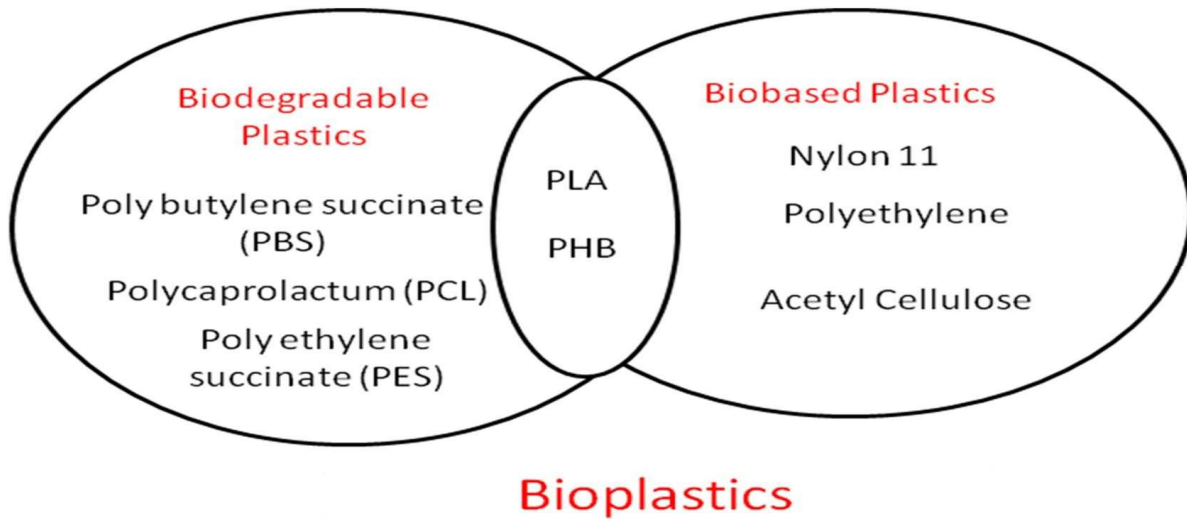 Biodegradable
Plastics
Poly butylene succinate
(PBS)
Polycaprolactum (PCL)
Poly ethylene
succinate (PES)
PLA
PHB
Biobased Plastics
Nylon 11
Polyethylene
Acetyl Cellulose
Bioplastics